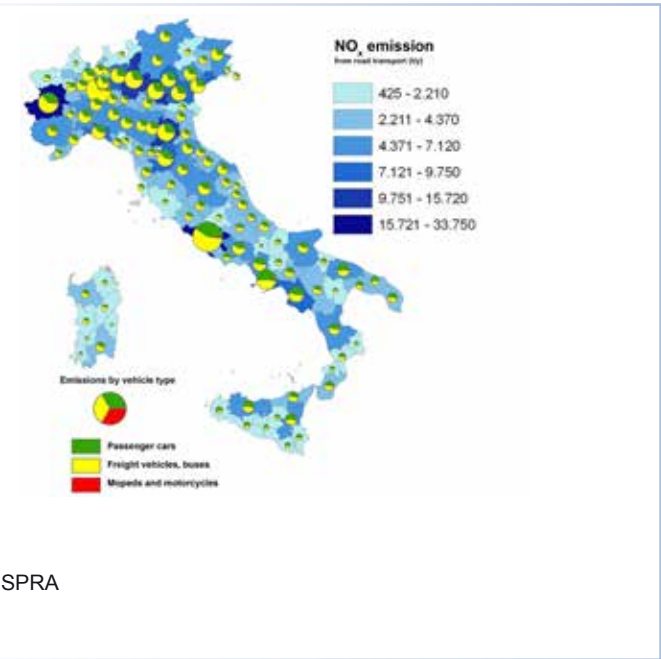 NOx emission
from road transport (t/y)
425 - 2.210
2.211 - 4.370
4.371 - 7.120
7.121 - 9.750
9.751 - 15.720
15.721 - 33.750
Emissions by vehicle type
Passenger cars
Freight vehicles, buses
Mopeds and motorcycles
SPRA